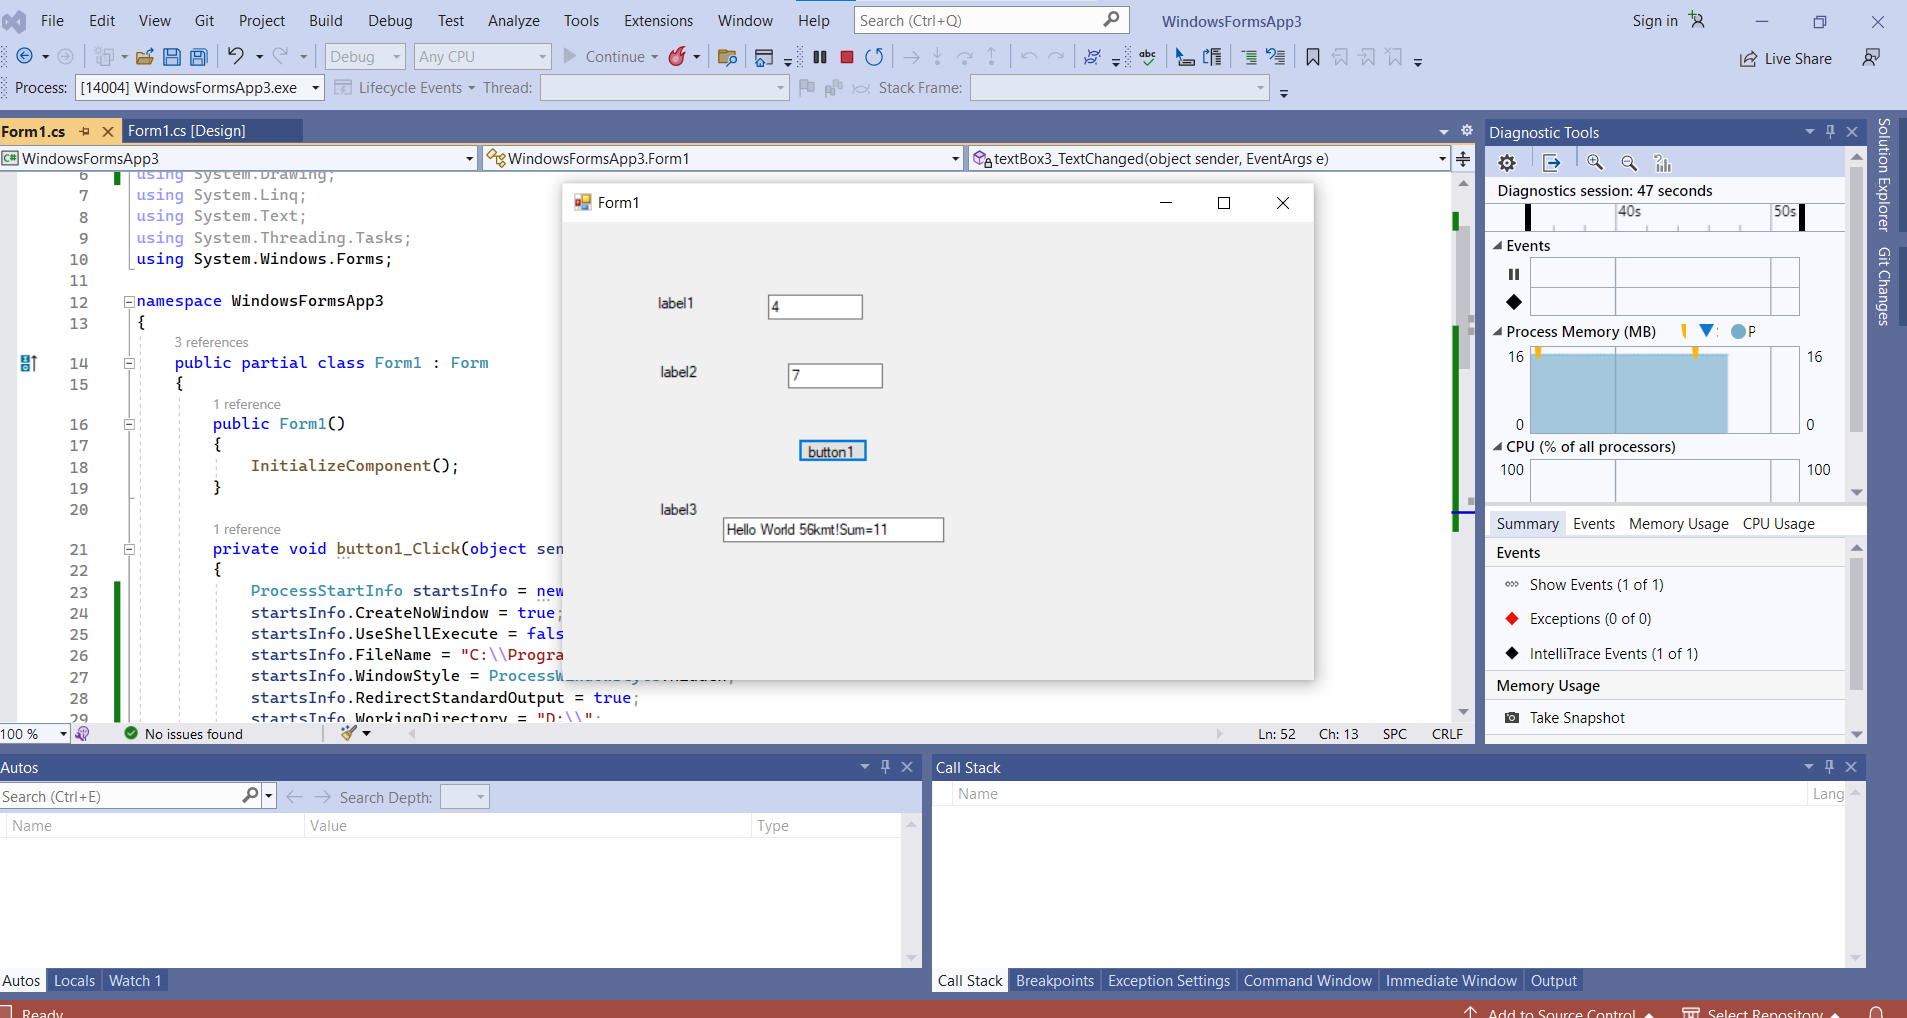 File Edit View Git Project Build Debug Test Analyze Tools Extensions Window Help Search (Ctrl+Q) WindowsFormsApp3 Sign in
Debug Any CPU Continue Live Share
Process: [14004] WindowsFormsApp3.exe Lifecycle Events Thread: Stack Frame:
Form1.cs Form1.cs [Design]
WindowsFormsApp3 WindowsFormsApp3.Form1 textBox3_TextChanged(object sender, EventArgs e)
6 using System.Drawing;
7 using System.Linq;
8 using System.Text;
9 using System.Threading.Tasks;
10 using System.Windows.Forms;
11
12 namespace WindowsFormsApp3
13 {
3 references
14 public partial class Form1 : Form
15 {
1 reference
16 public Form1()
17 {
18 InitializeComponent();
19 }
20
1 reference
21 private void button1_Click(object sen
22 {
23 ProcessStartInfo startsInfo = new
24 startsInfo.CreateNoWindow = true;
25 startsInfo.UseShellExecute = fals
26 startsInfo.FileName = "C:\\Progra
27 startsInfo.WindowStyle = ProcessW
28 startsInfo.RedirectStandardOutput = true;
29 startsInfo.WorkingDirectory = "D:\\";
100 % No issues found Ln: 52 Ch: 13 SPC CRLF
Form1
label1 4
label2 7
button1
label3
Hello World 56kmt!Sum=11
Diagnostic Tools
Diagnostics session: 47 seconds
40s 50s
Events
Process Memory (MB) P
16 16
0 0
CPU (% of all processors)
100 100
Summary Events Memory Usage CPU Usage
Events
Show Events (1 of 1)
Exceptions (0 of 0)
IntelliTrace Events (1 of 1)
Memory Usage
Take Snapshot
Solution Explorer
Git Changes
Autos
Search (Ctrl+E) Search Depth:
Name Value Type
Autos Locals Watch 1
Call Stack
Name Lang
Call Stack Breakpoints Exception Settings Command Window Immediate Window Output
Ready Add to Source Control Select Repository